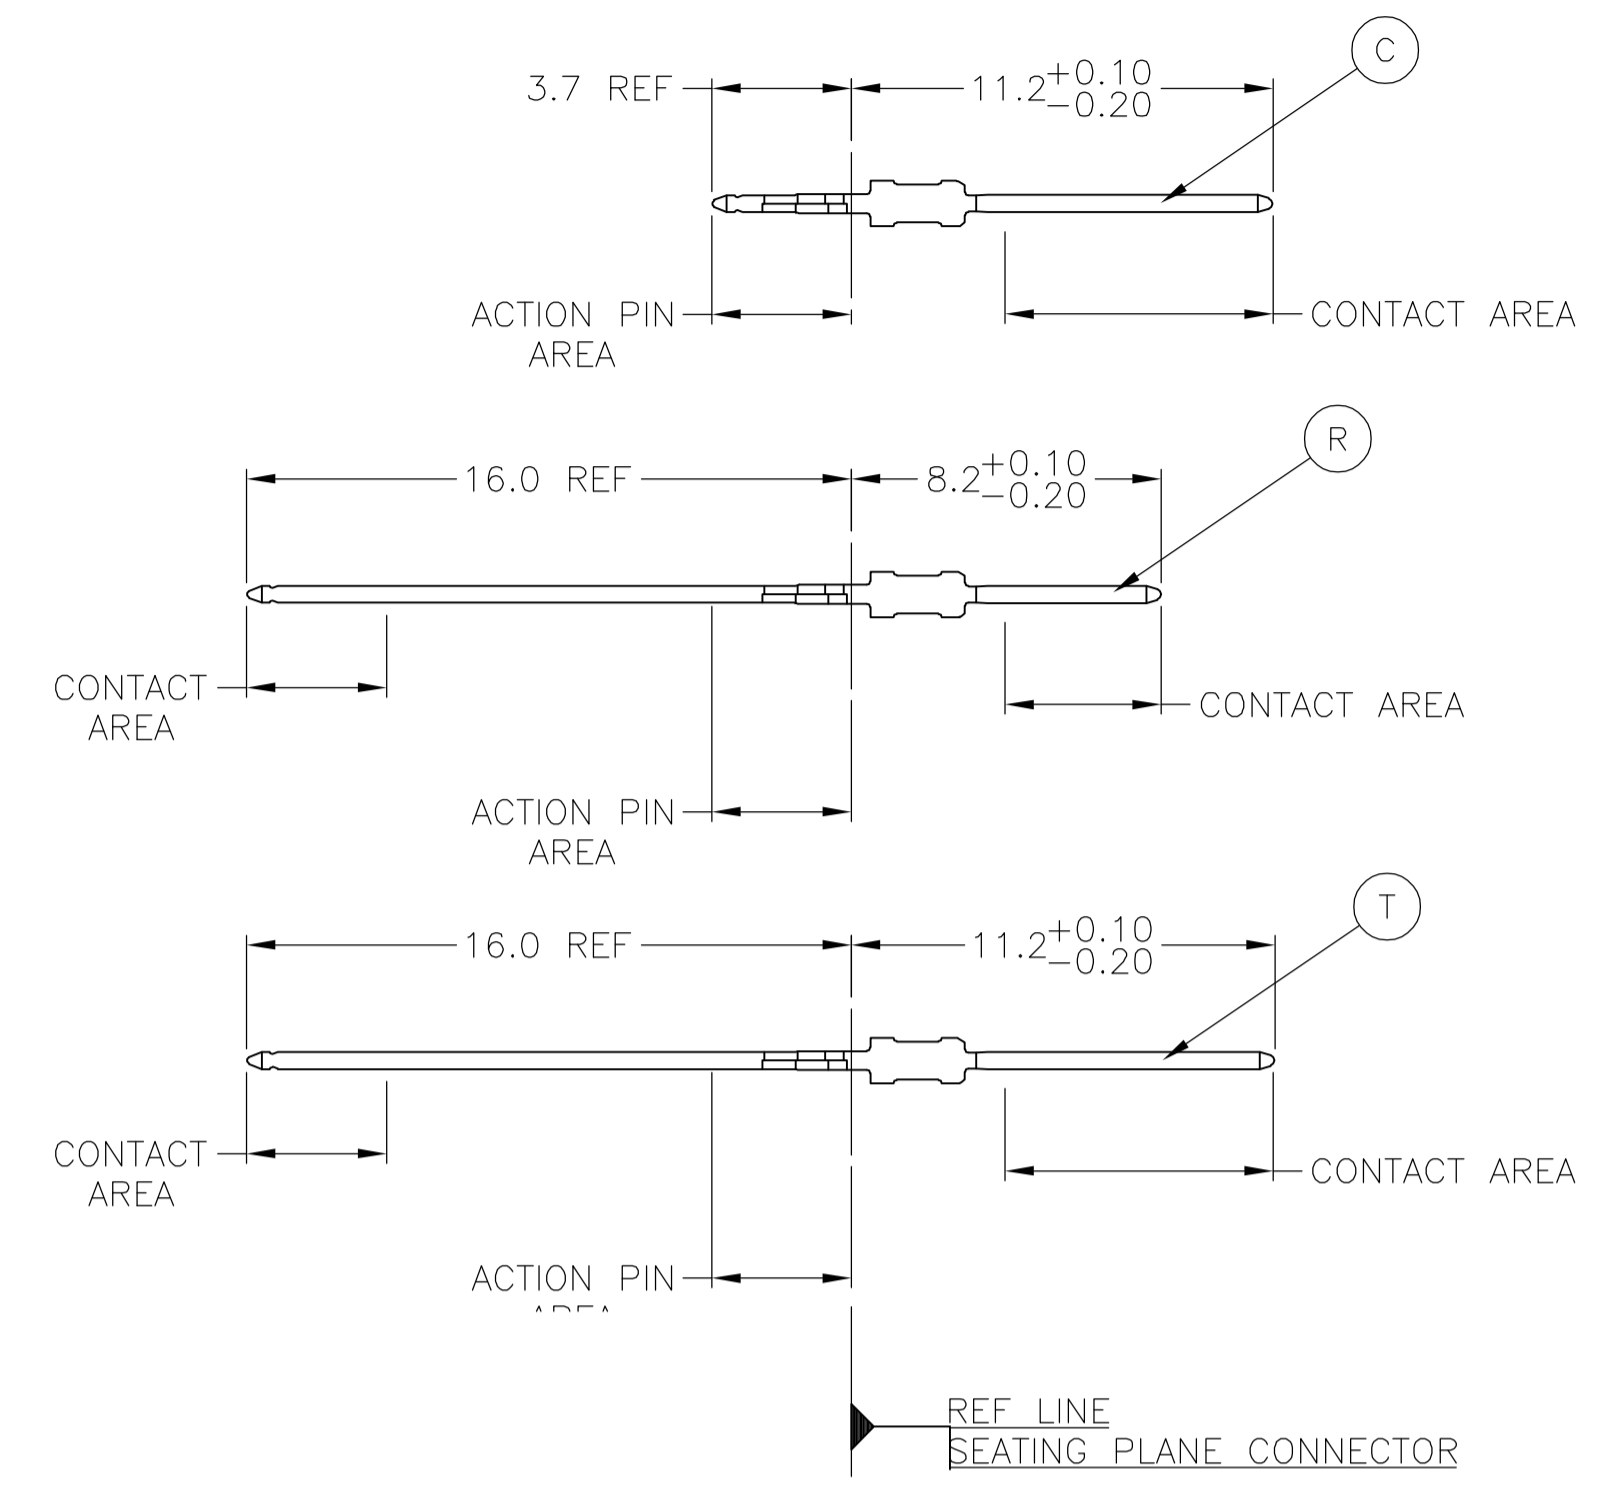 C
3.7 REF
11.2 +0.10
-0.20
ACTION PIN
AREA
CONTACT AREA
R
16.0 REF
8.2 +0.10
-0.20
CONTACT
AREA
CONTACT AREA
ACTION PIN
AREA
T
16.0 REF
11.2 +0.10
-0.20
CONTACT
AREA
CONTACT AREA
ACTION PIN
REF LINE
SEATING PLANE CONNECTOR